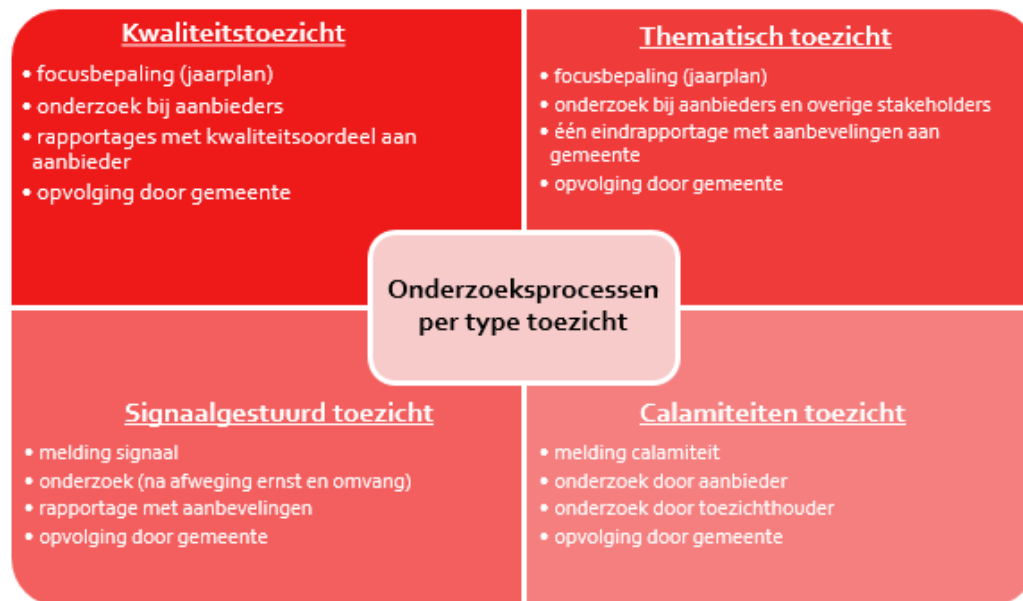 Kwaliteitstoezicht
• focusbepaling (jaarplan)
• onderzoek bij aanbieders
• rapportages met kwaliteitsoordeel aan
aanbieder
• opvolging door gemeente
Thematisch toezicht
• focusbepaling (jaarplan)
• onderzoek bij aanbieders en overige stakeholders
• één eindrapportage met aanbevelingen aan
gemeente
• opvolging door gemeente
Onderzoeksprocessen
per type toezicht
Signaalgestuurd toezicht
• melding signaal
• onderzoek (na afweging ernst en omvang)
• rapportage met aanbevelingen
• opvolging door gemeente
Calamiteiten toezicht
• melding calamiteit
• onderzoek door aanbieder
• onderzoek door toezichthouder
• opvolging door gemeente